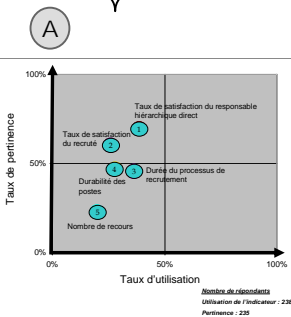 A
100%
Taux de satisfaction du responsable
hiérarchique direct
1
Taux de satisfaction
du recruté
2
Taux de pertinence
50%
4
3
Durée du processus de
recrutement
Durabilité des
postes
5
Nombre de recours
0%
0%
50%
100%
Taux d'utilisation
Nombre de répondants
Utilisation de l'indicateur : 238
Pertinence : 235